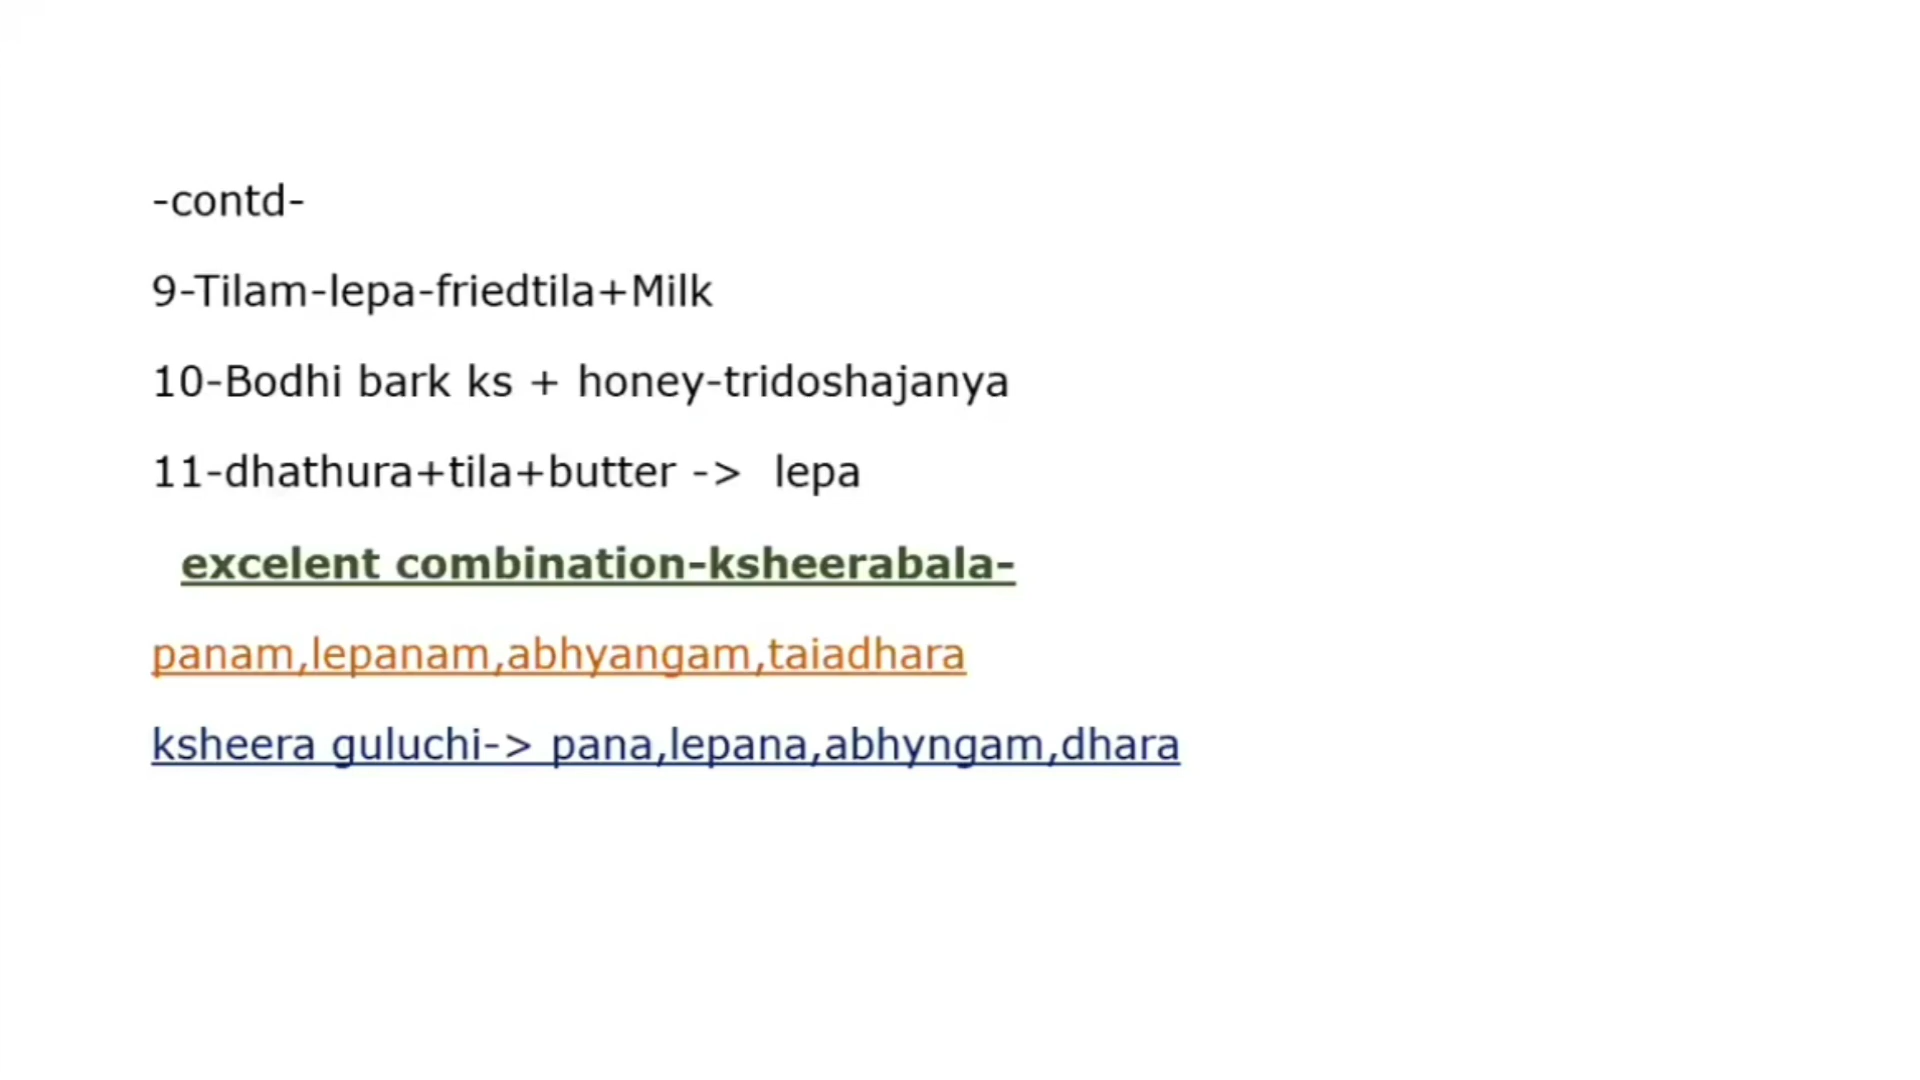 -contd-
9-Tilam-lepa-friedtila+Milk
10-Bodhi bark ks + honey-tridoshajanya
11-dhathura+tila+butter ->  lepa
excelent combination-ksheerabala-
panam,lepanam,abhyangam,taiadhara
ksheera guluchi-> pana,lepana,abhyngam,dhara